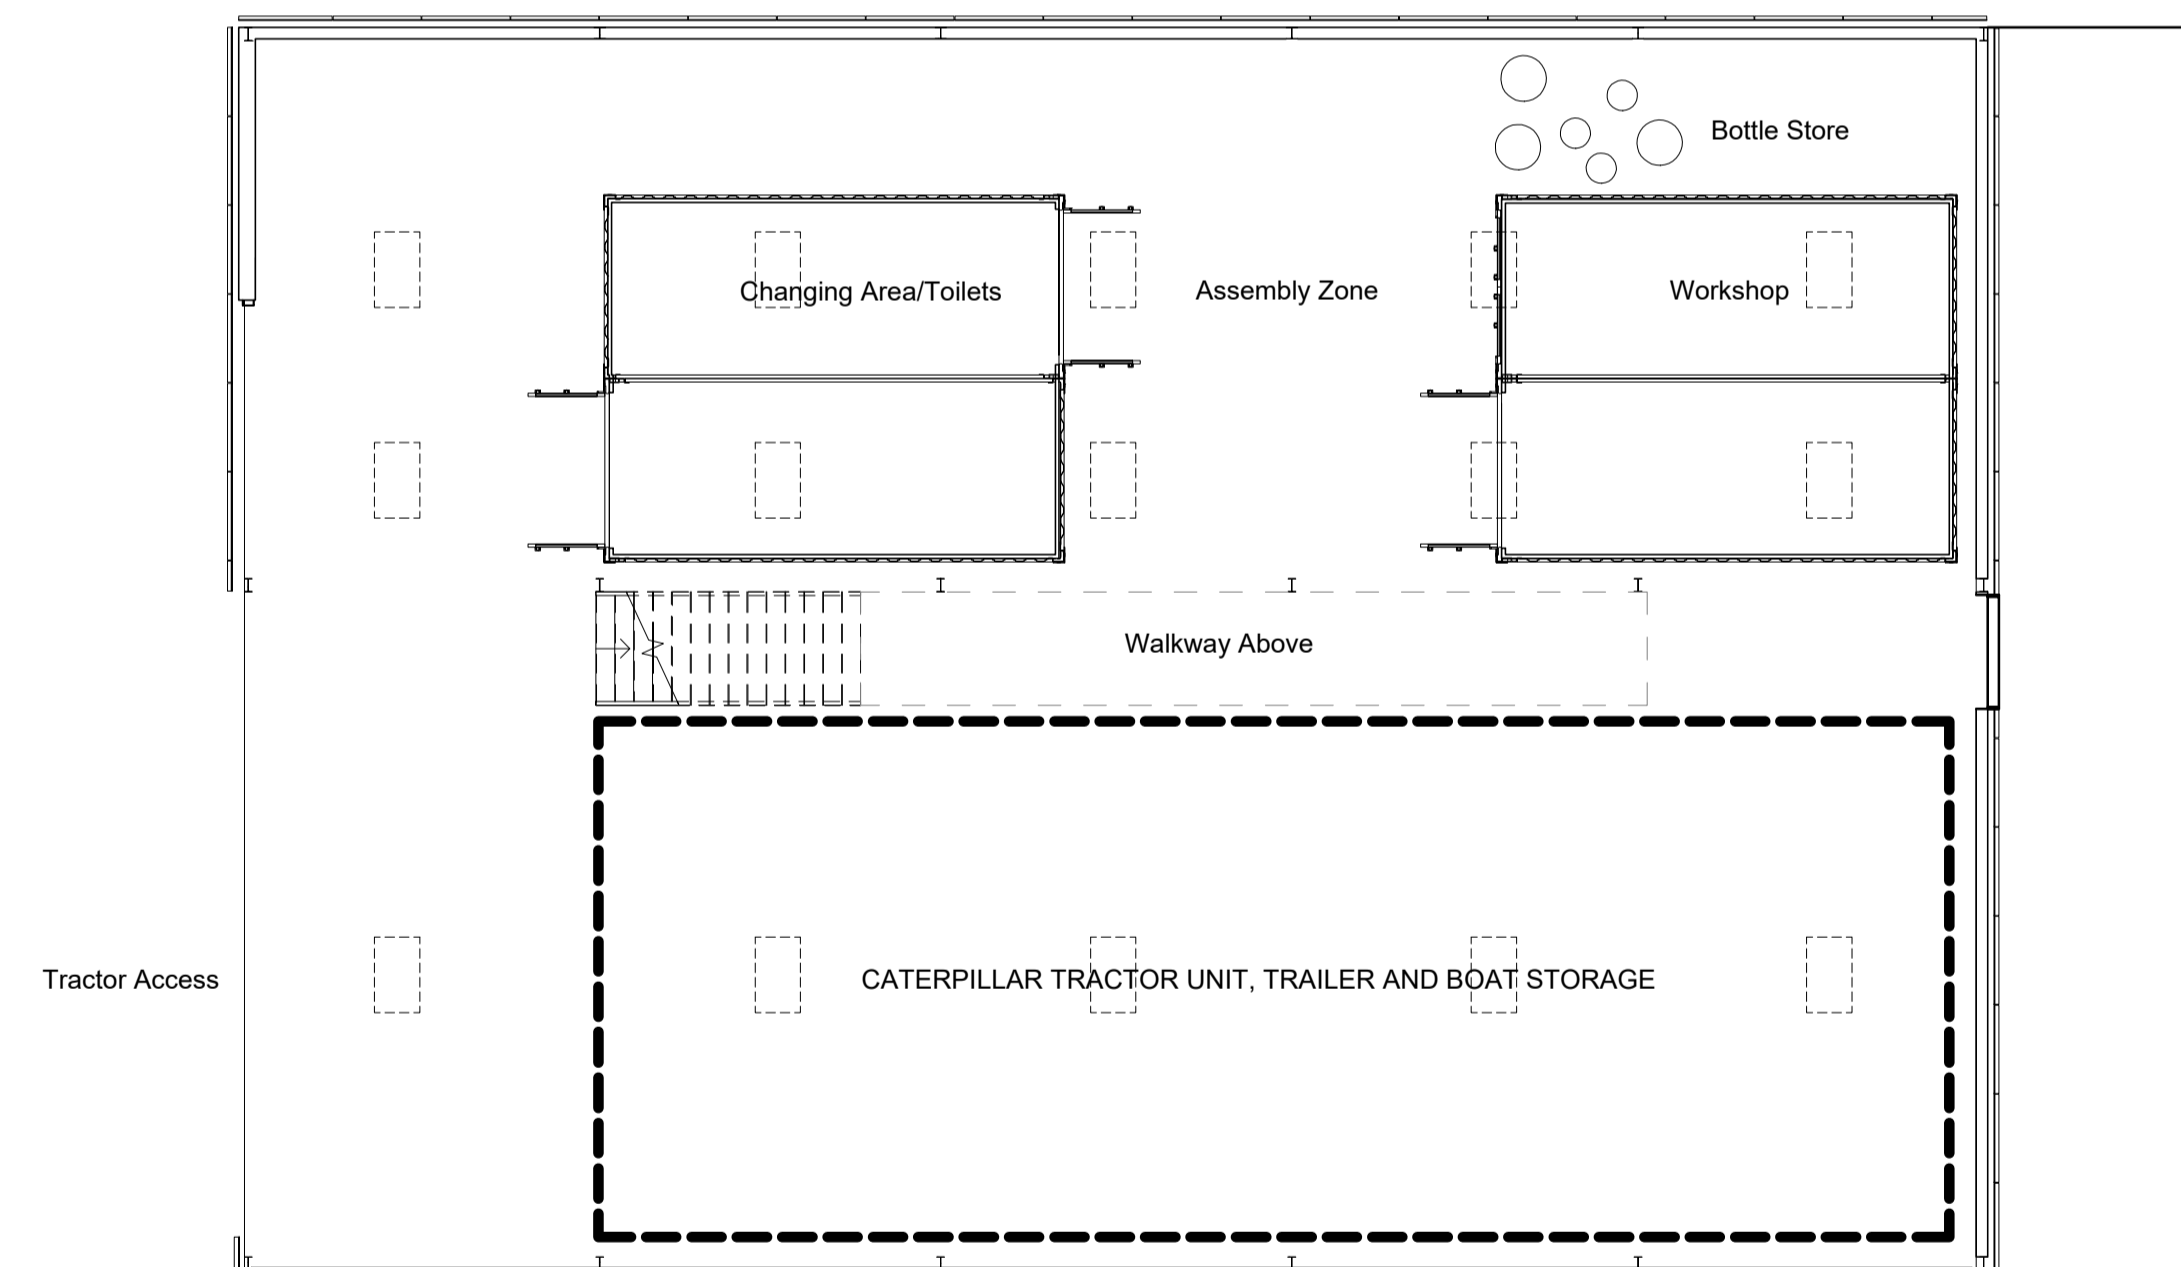 Bottle Store
Changing Area/Toilets
Assembly Zone
Workshop
Walkway Above
Tractor Access
CATERPILLAR TRACTOR UNIT, TRAILER AND BOAT STORAGE